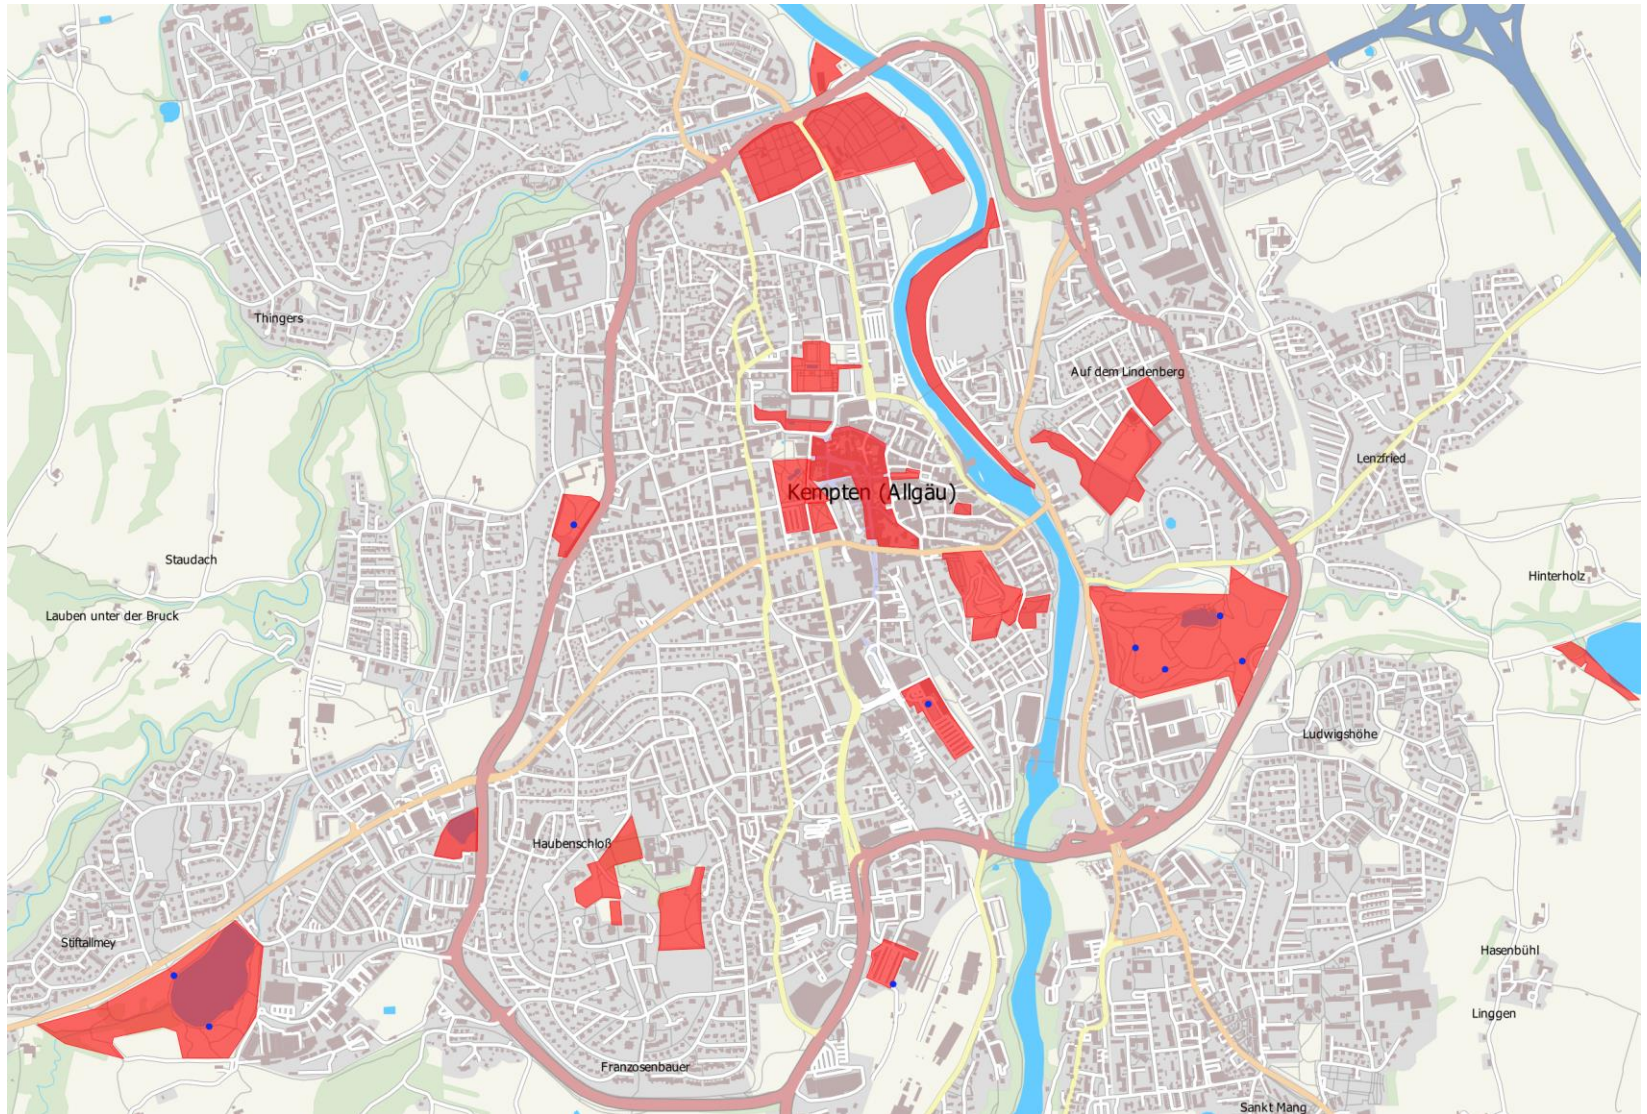 Thingers
Auf dem Lindenberg
Lenzfried
Kempten (Allgäu)
Staudach
Hinterholz
Lauben unter der Bruck
Ludwigshöhe
Haubenschloß
Stiftallmey
Hasenbühl
Linggen
Franzosenbauer
Sankt Mang